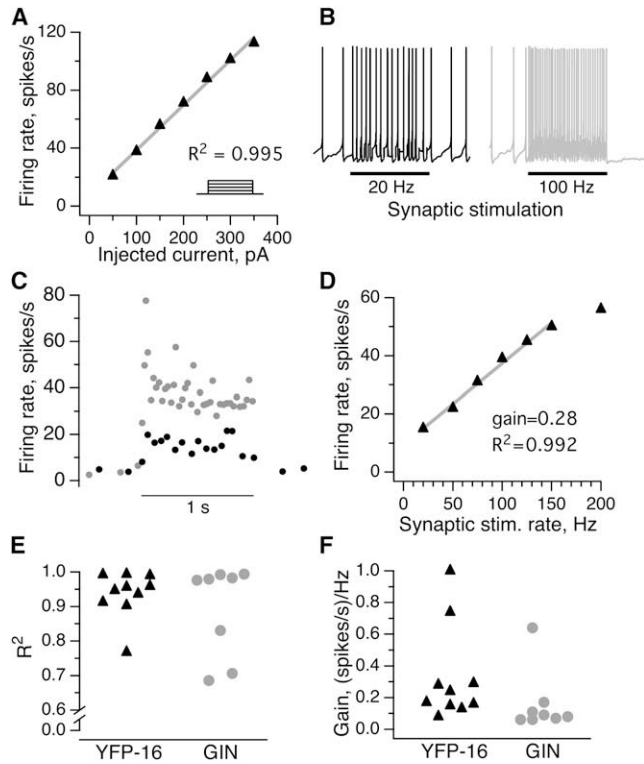 A
Firing rate, spikes/s
120
80
40
0
R² = 0.995
0 100 200 300 400
Injected current, pA
B
20 Hz
100 Hz
Synaptic stimulation
C
Firing rate, spikes/s
80
60
40
20
0
1 s
D
Firing rate, spikes/s
60
40
20
0
gain=0.28
R²=0.992
0 50 100 150 200
Synaptic stim. rate, Hz
E
R²
1.0
0.9
0.8
0.7
0.6
0.0
YFP-16 GIN
F
Gain, (spikes/s)/Hz
1.0
0.8
0.6
0.4
0.2
0.0
YFP-16 GIN